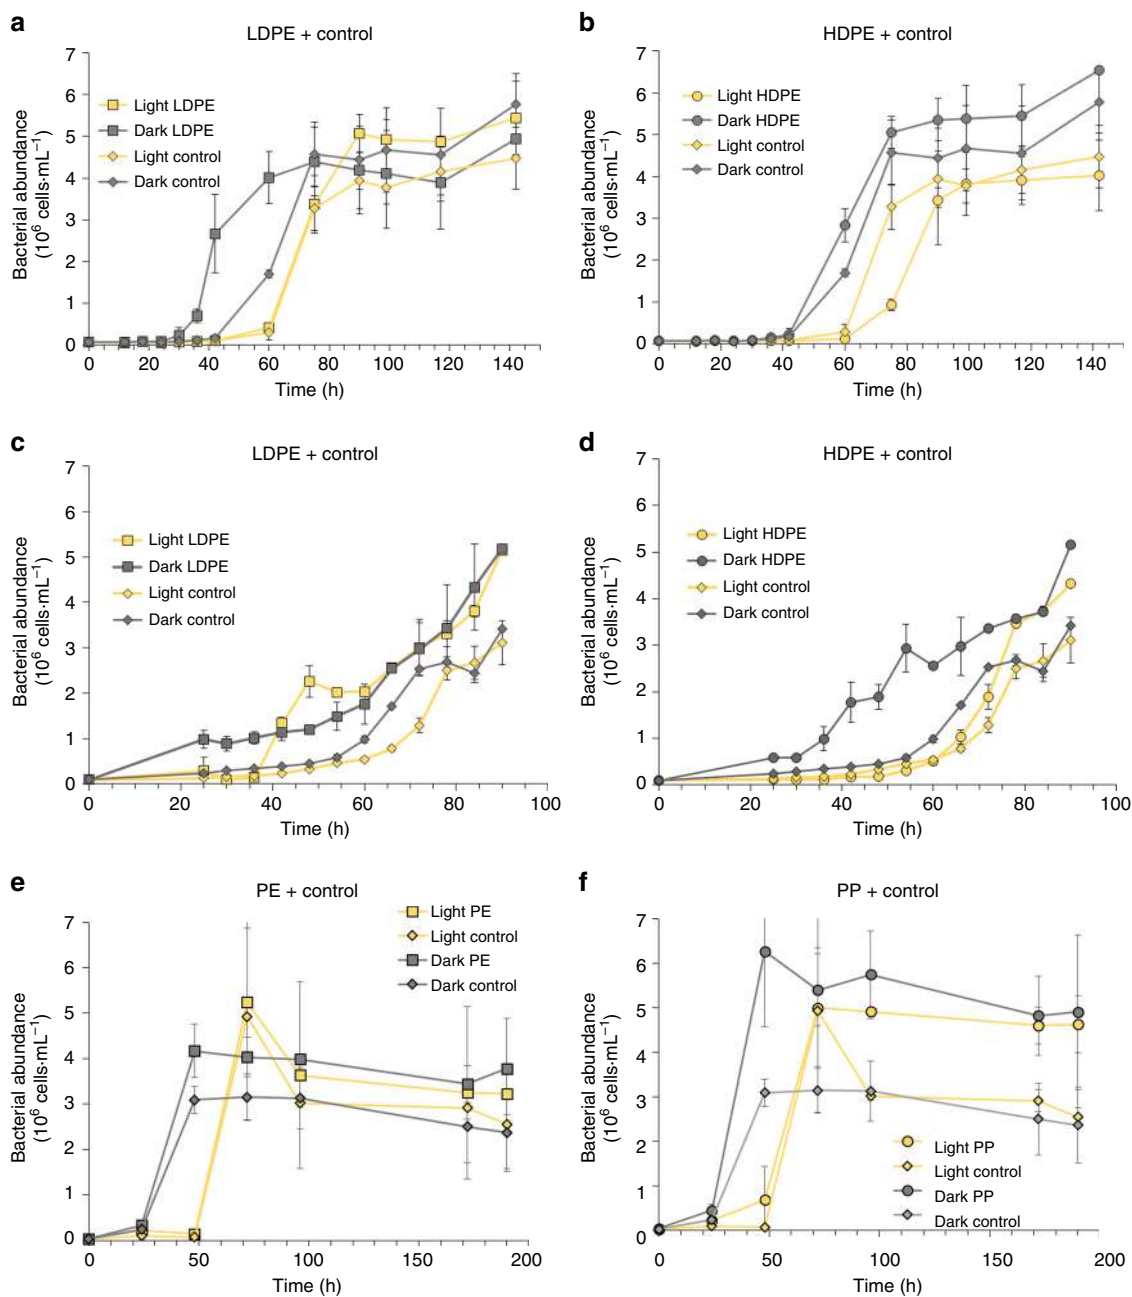 a
LDPE + control
7
6
5
4
3
2
1
0
Bacterial abundance
(10⁶ cells·mL⁻¹)
Light LDPE
Dark LDPE
Light control
Dark control
0 20 40 60 80 100 120 140
Time (h)
b
HDPE + control
7
6
5
4
3
2
1
0
Bacterial abundance
(10⁶ cells·mL⁻¹)
Light HDPE
Dark HDPE
Light control
Dark control
0 20 40 60 80 100 120 140
Time (h)
c
LDPE + control
7
6
5
4
3
2
1
0
Bacterial abundance
(10⁶ cells·mL⁻¹)
Light LDPE
Dark LDPE
Light control
Dark control
0 20 40 60 80 100
Time (h)
d
HDPE + control
7
6
5
4
3
2
1
0
Bacterial abundance
(10⁶ cells·mL⁻¹)
Light HDPE
Dark HDPE
Light control
Dark control
0 20 40 60 80 100
Time (h)
e
PE + control
7
6
5
4
3
2
1
0
Bacterial abundance
(10⁶ cells·mL⁻¹)
Light PE
Light control
Dark PE
Dark control
0 50 100 150 200
Time (h)
f
PP + control
7
6
5
4
3
2
1
0
Bacterial abundance
(10⁶ cells·mL⁻¹)
Light PP
Light control
Dark PP
Dark control
0 50 100 150 200
Time (h)